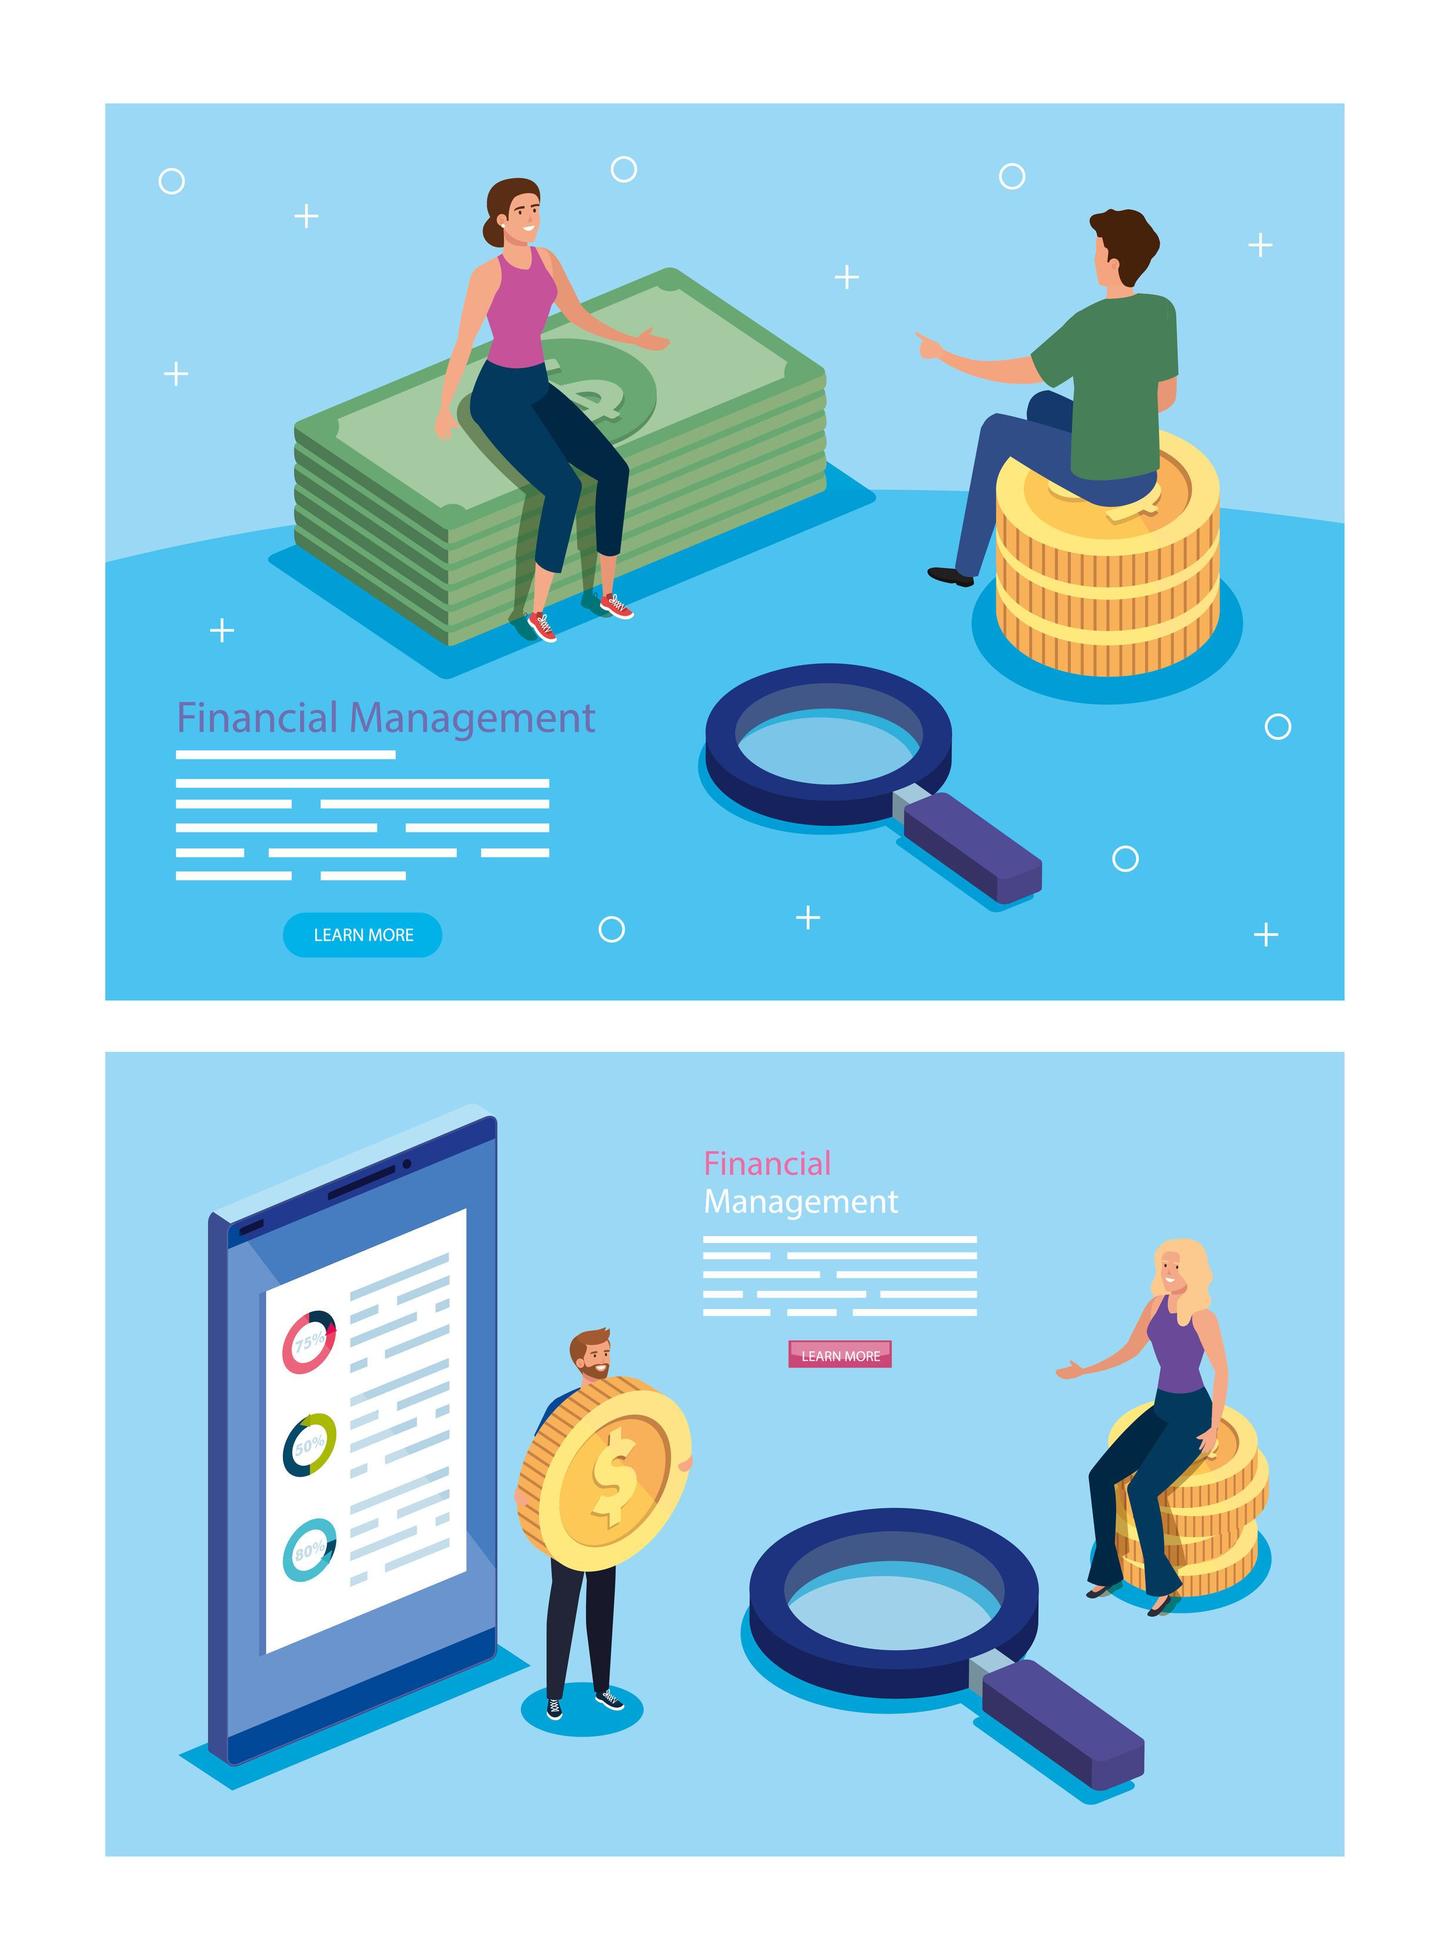 $
Financial Management
LEARN MORE
Financial
Management
LEARN MORE
75%
50%
80%
$